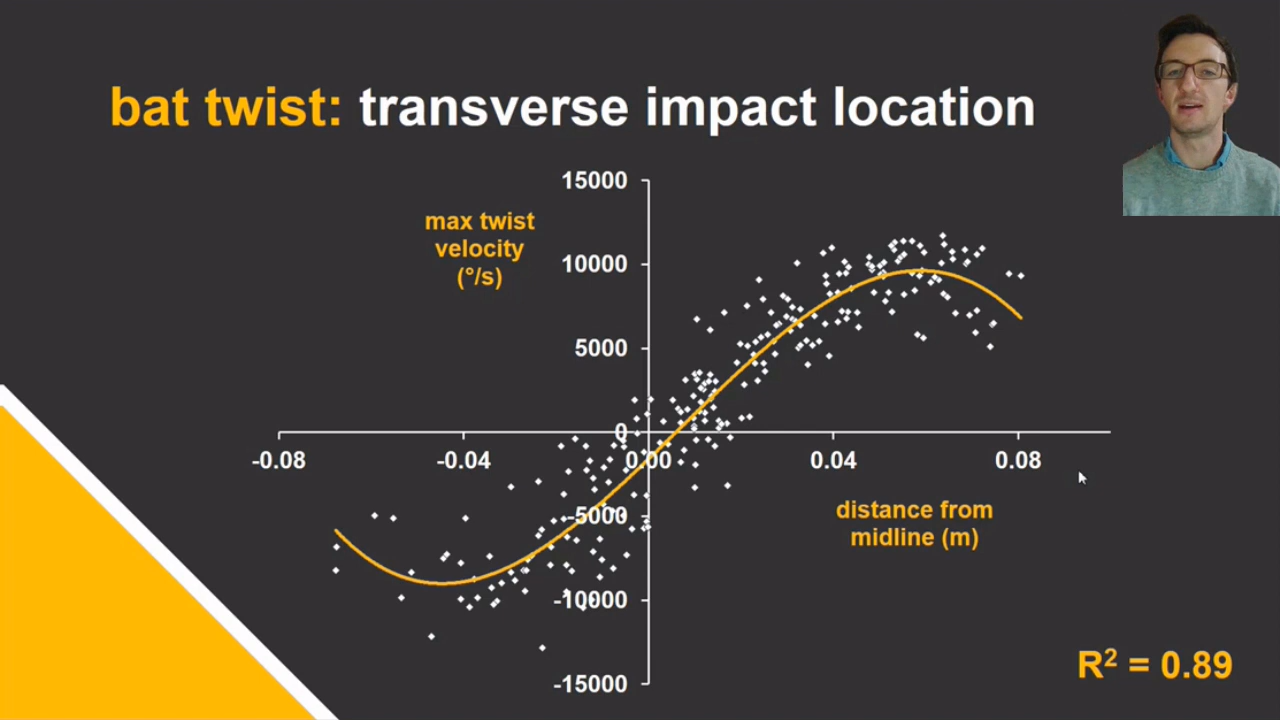 bat twist: transverse impact location
15000
max twist
velocity
(°/s)
10000
5000
0
-0.08 -0.04 0.00 0.04 0.08
-5000
distance from
midline (m)
-10000
-15000
R² = 0.89